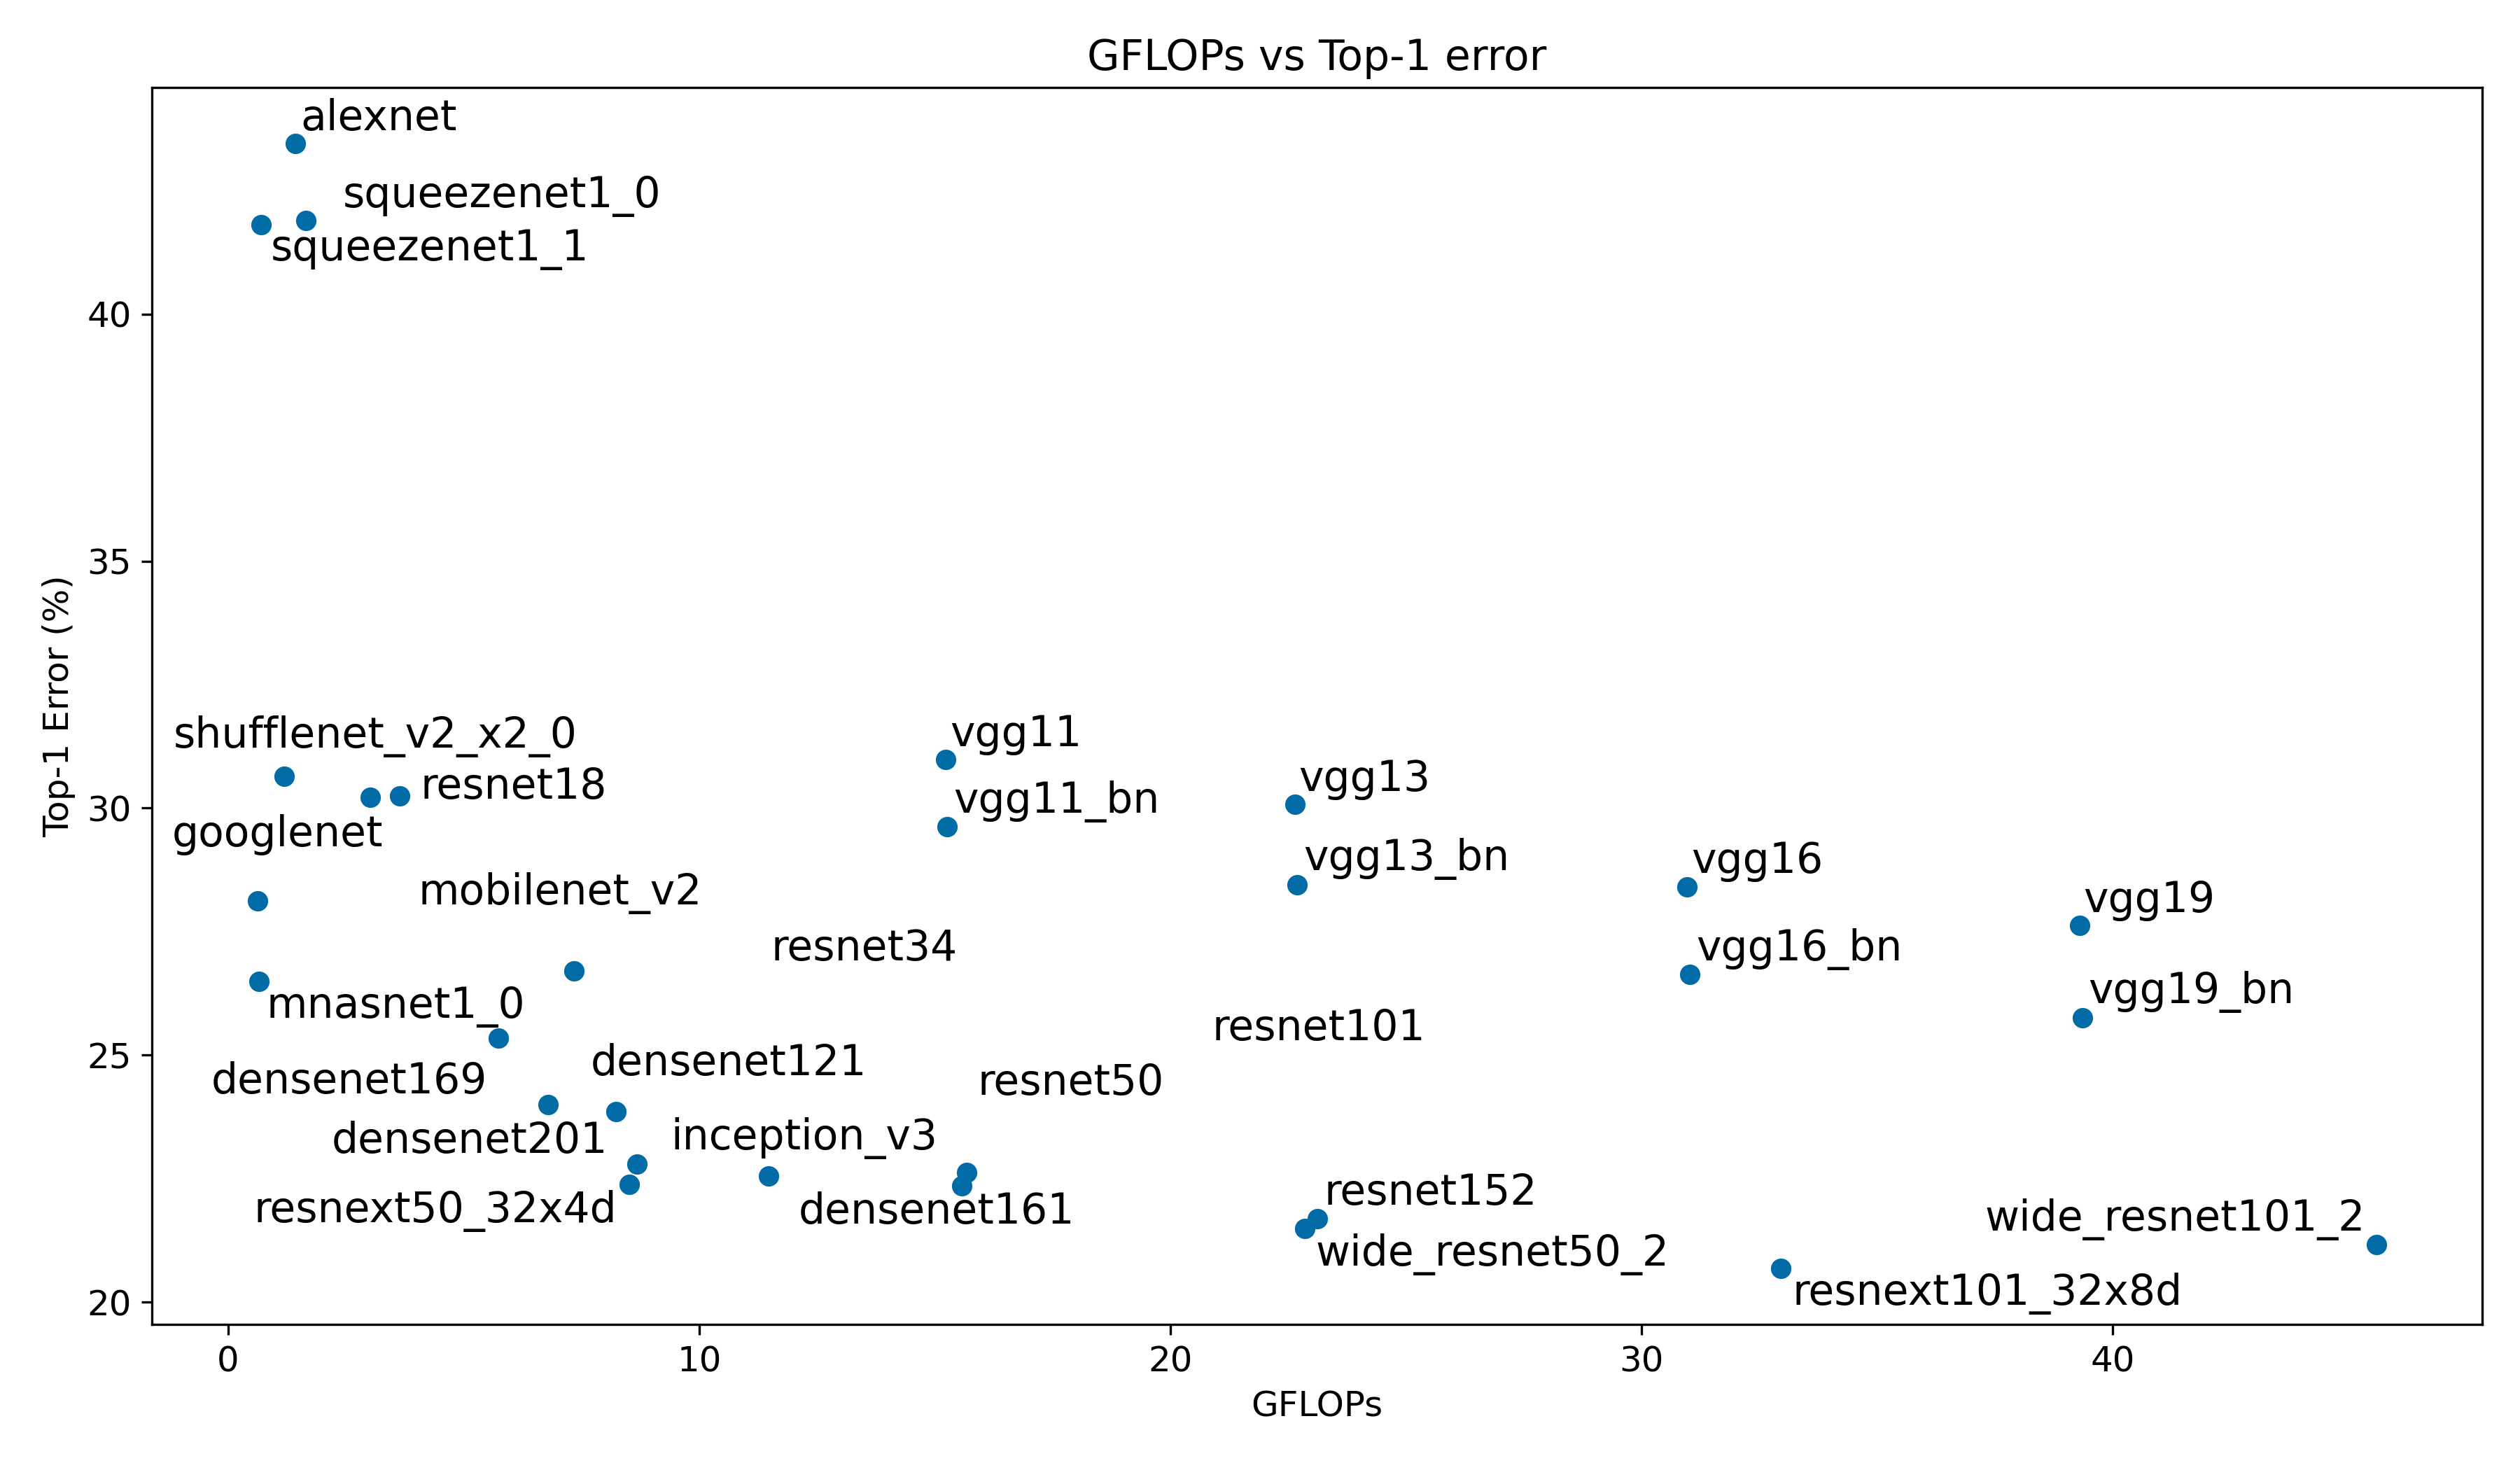 GFLOPs vs Top-1 error
alexnet
squeezenet1_0
squeezenet1_1
40
35
Top-1 Error (%)
shufflenet_v2_x2_0
vgg11
resnet18
vgg13
30
vgg11_bn
googlenet
vgg13_bn
vgg16
mobilenet_v2
vgg19
resnet34
vgg16_bn
mnasnet1_0
vgg19_bn
resnet101
25
densenet121
densenet169
resnet50
densenet201
inception_v3
resnet152
resnext50_32x4d
densenet161
wide_resnet101_2
wide_resnet50_2
resnext101_32x8d
20
0
10
20
30
40
GFLOPs